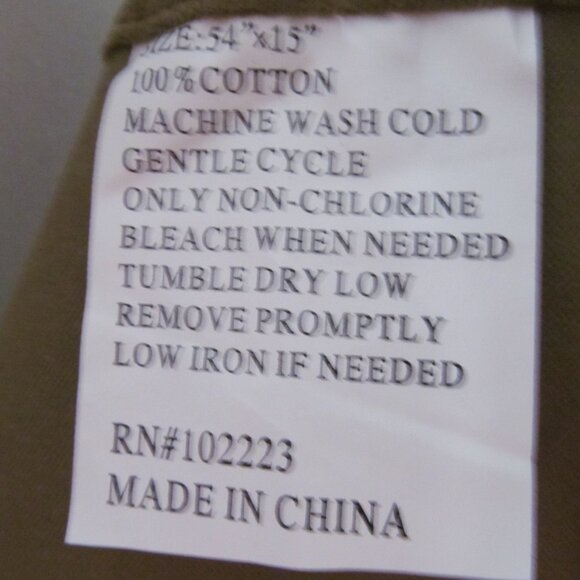 SIZE:54"x15"
100% COTTON
MACHINE WASH COLD
GENTLE CYCLE
ONLY NON-CHLORINE
BLEACH WHEN NEEDED
TUMBLE DRY LOW
REMOVE PROMPTLY
LOW IRON IF NEEDED
RN#102223
MADE IN CHINA